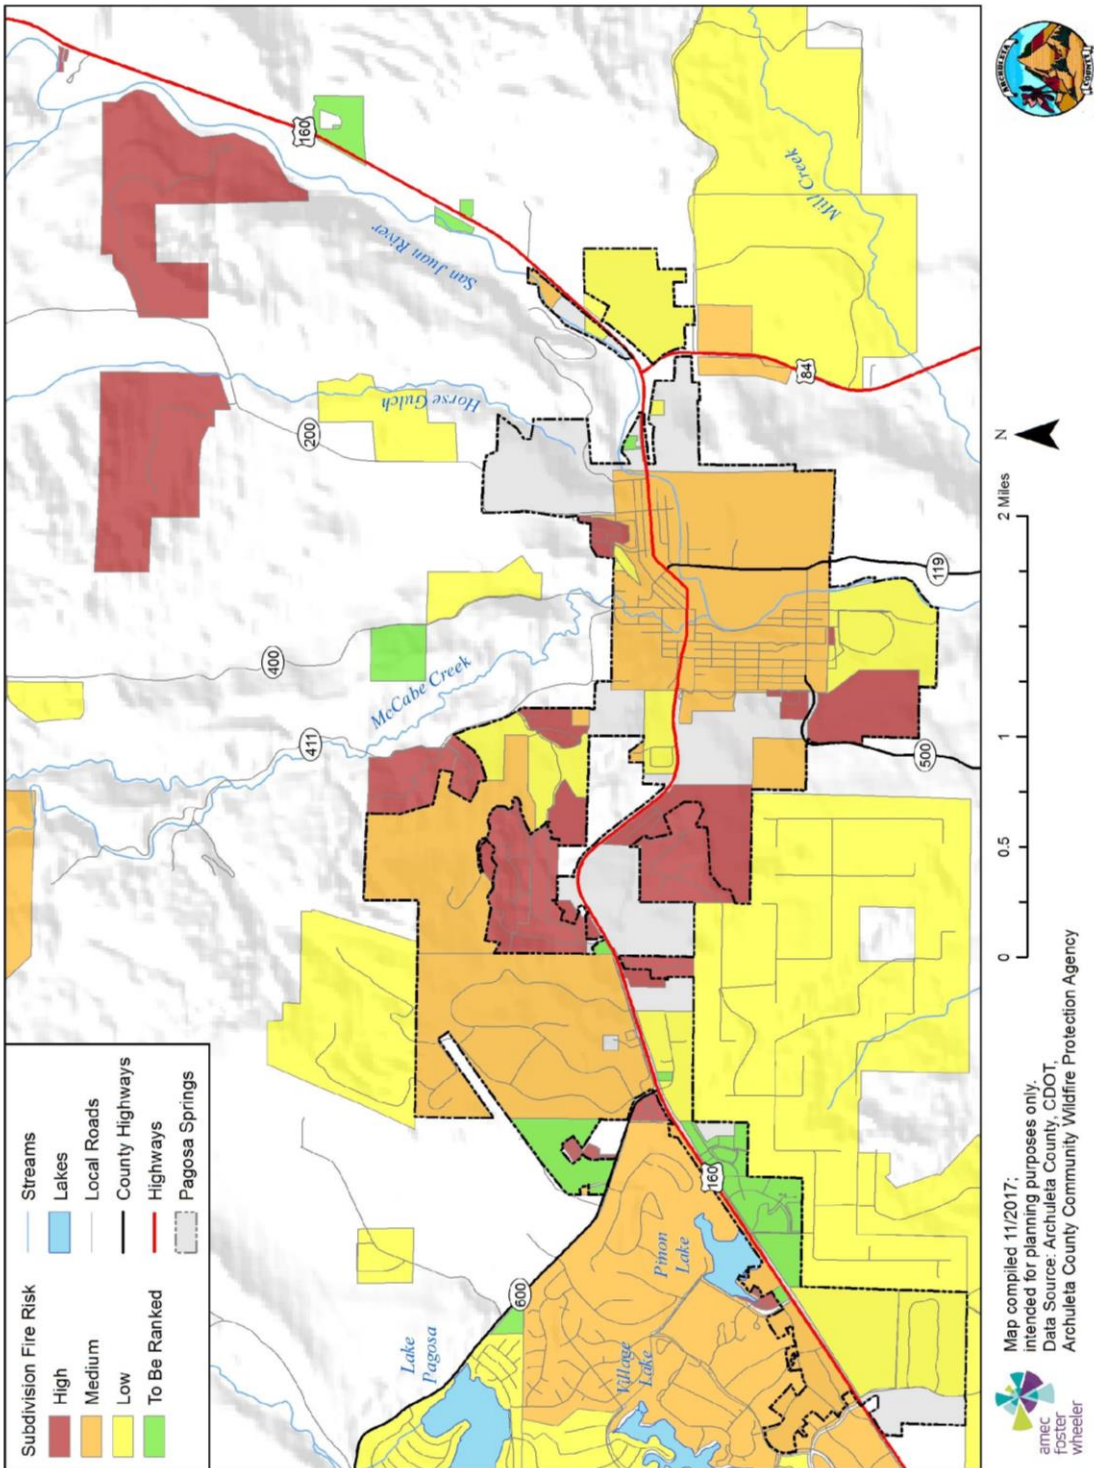 Subdivision Fire Risk
High
Medium
Low
To Be Ranked
Streams
Lakes
Local Roads
County Highways
Highways
Pagosa Springs
411
400
200
160
McCabe Creek
Horse Gulch
San Juan River
Mill Creek
Lake
Pagosa
600
Village
Lake
Pinon
Lake
160
84
500
119
amec
foster
wheeler
Map compiled 11/2017;
intended for planning purposes only.
Data Source: Archuleta County, CDOT,
Archuleta County Community Wildfire Protection Agency
0 0.5 1 2 Miles
N
ARCHULETA
COUNTY